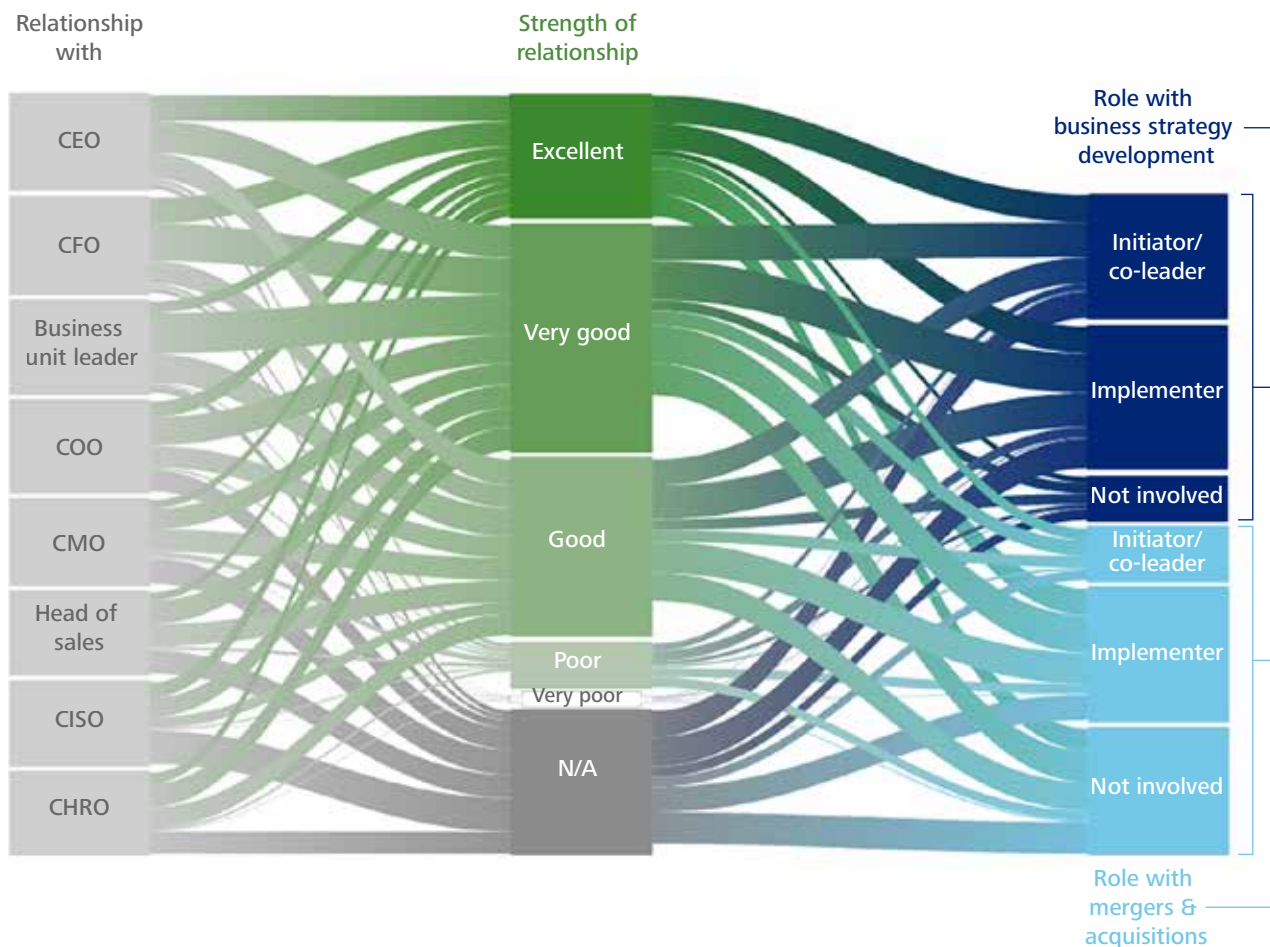 Relationship
with
CEO
CFO
Business
unit leader
COO
CMO
Head of
sales
CISO
CHRO
Strength of
relationship
Excellent
Very good
Good
Poor
Very poor
N/A
Role with
business strategy
development
Initiator/
co-leader
Implementer
Not involved
Initiator/
co-leader
Implementer
Not involved
Role with
mergers &
acquisitions